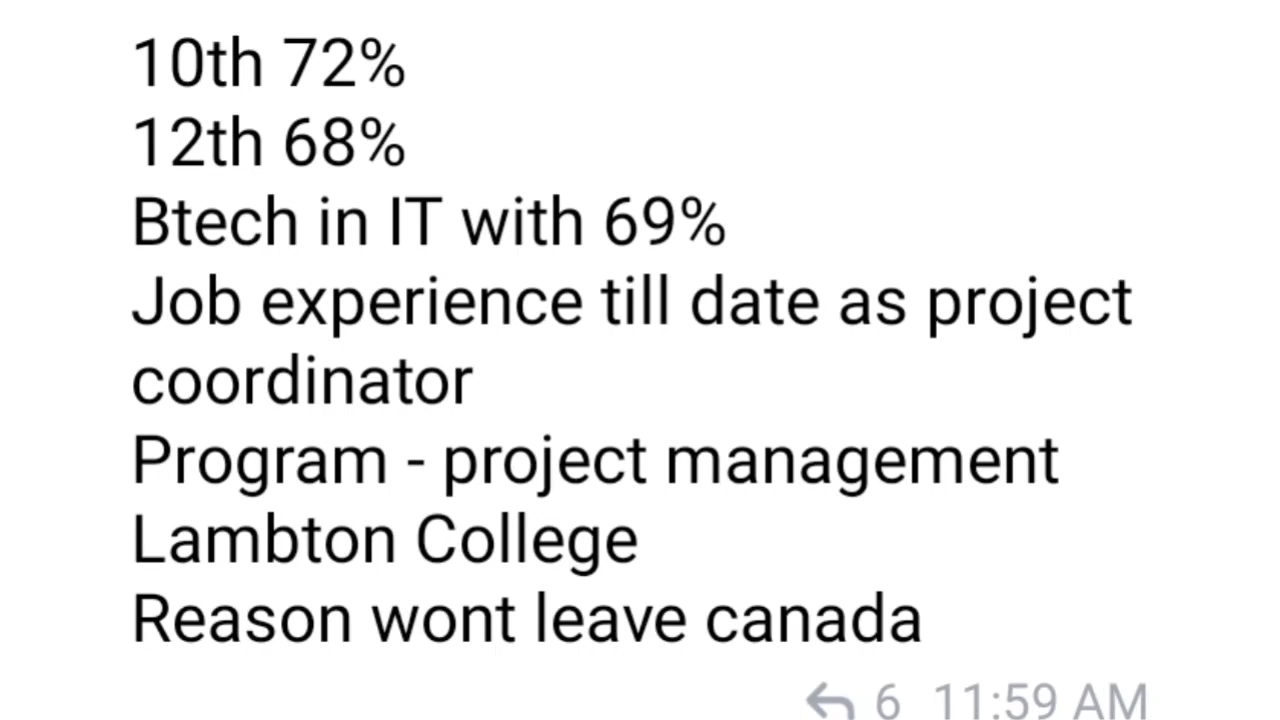 10th 72%
12th 68%
Btech in IT with 69%
Job experience till date as project
coordinator
Program - project management
Lambton College
Reason wont leave canada
6 11:59 AM